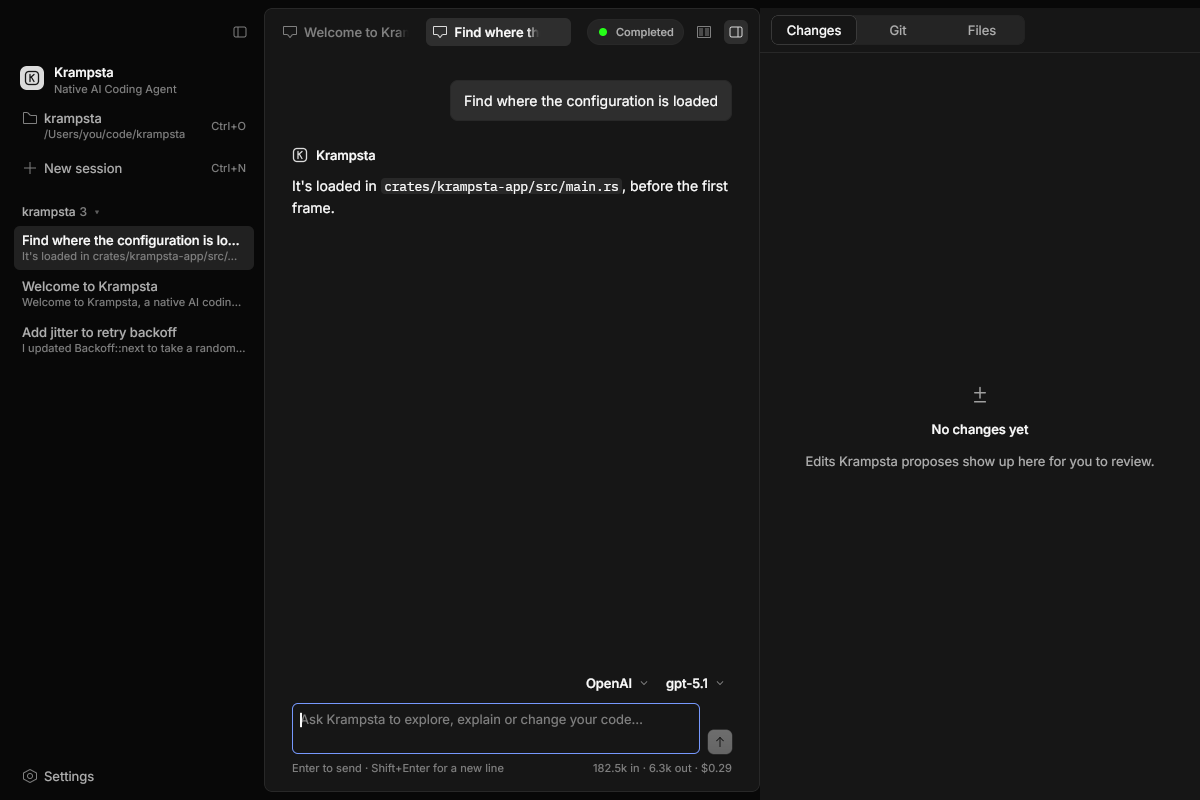 Krampsta
Native AI Coding Agent
krampsta
/Users/you/code/krampsta
Ctrl+O
New session
Ctrl+N
krampsta 3
Find where the configuration is lo...
It's loaded in crates/krampsta-app/src/...
Welcome to Krampsta
Welcome to Krampsta, a native AI codin...
Add jitter to retry backoff
I updated Backoff::next to take a random...
Settings
Welcome to Kra
Find where th
Completed
Find where the configuration is loaded
Krampsta
It's loaded in crates/krampsta-app/src/main.rs, before the first
frame.
OpenAI
gpt-5.1
Ask Krampsta to explore, explain or change your code...
Enter to send · Shift+Enter for a new line
182.5k in · 6.3k out · $0.29
Changes
Git
Files
No changes yet
Edits Krampsta proposes show up here for you to review.